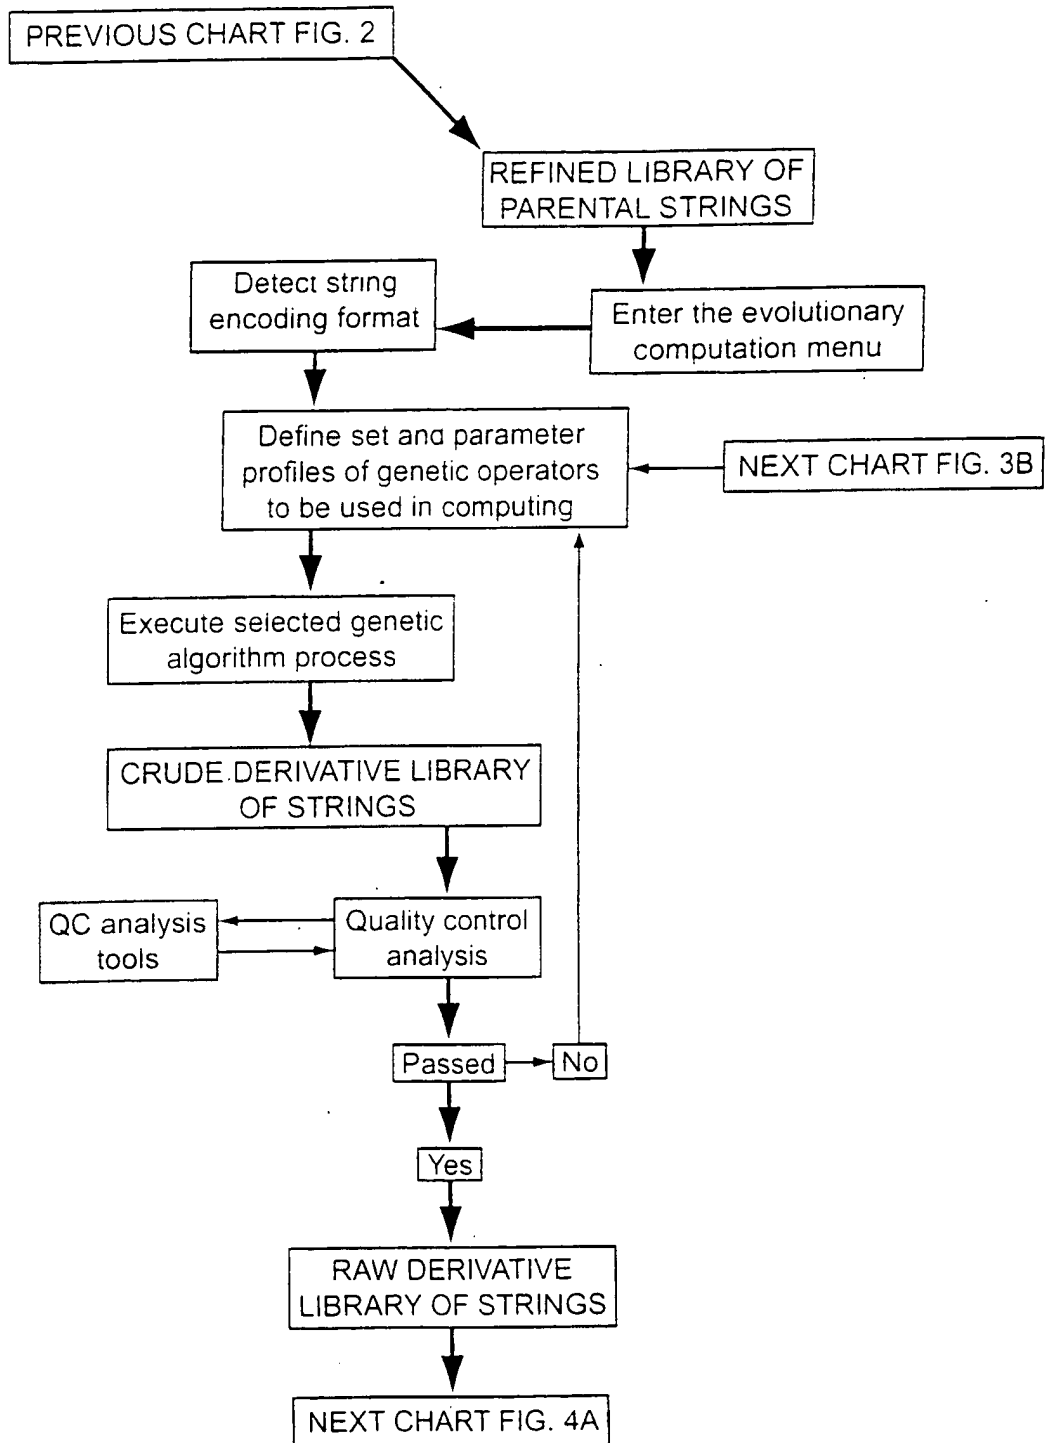 PREVIOUS CHART FIG. 2
REFINED LIBRARY OF
PARENTAL STRINGS
Detect string
encoding format
Enter the evolutionary
computation menu
Define set and parameter
profiles of genetic operators
to be used in computing
NEXT CHART FIG. 3B
Execute selected genetic
algorithm process
CRUDE DERIVATIVE LIBRARY
OF STRINGS
QC analysis
tools
Quality control
analysis
Passed
No
Yes
RAW DERIVATIVE
LIBRARY OF STRINGS
NEXT CHART FIG. 4A